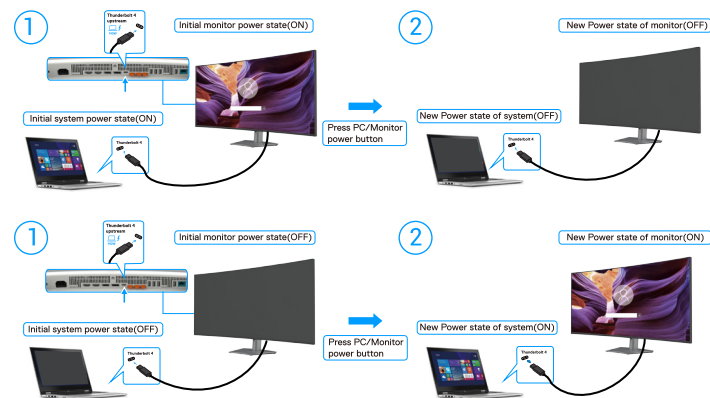 1
Thunderbolt 4
upstream
Initial monitor power state(ON)
Initial system power state(ON)
Thunderbolt 4
Press PC/Monitor
power button
2
New Power state of monitor(OFF)
New Power state of system(OFF)
Thunderbolt 4
1
Thunderbolt 4
upstream
Initial monitor power state(OFF)
Initial system power state(OFF)
Thunderbolt 4
Press PC/Monitor
power button
2
New Power state of monitor(ON)
New Power state of system(ON)
Thunderbolt 4